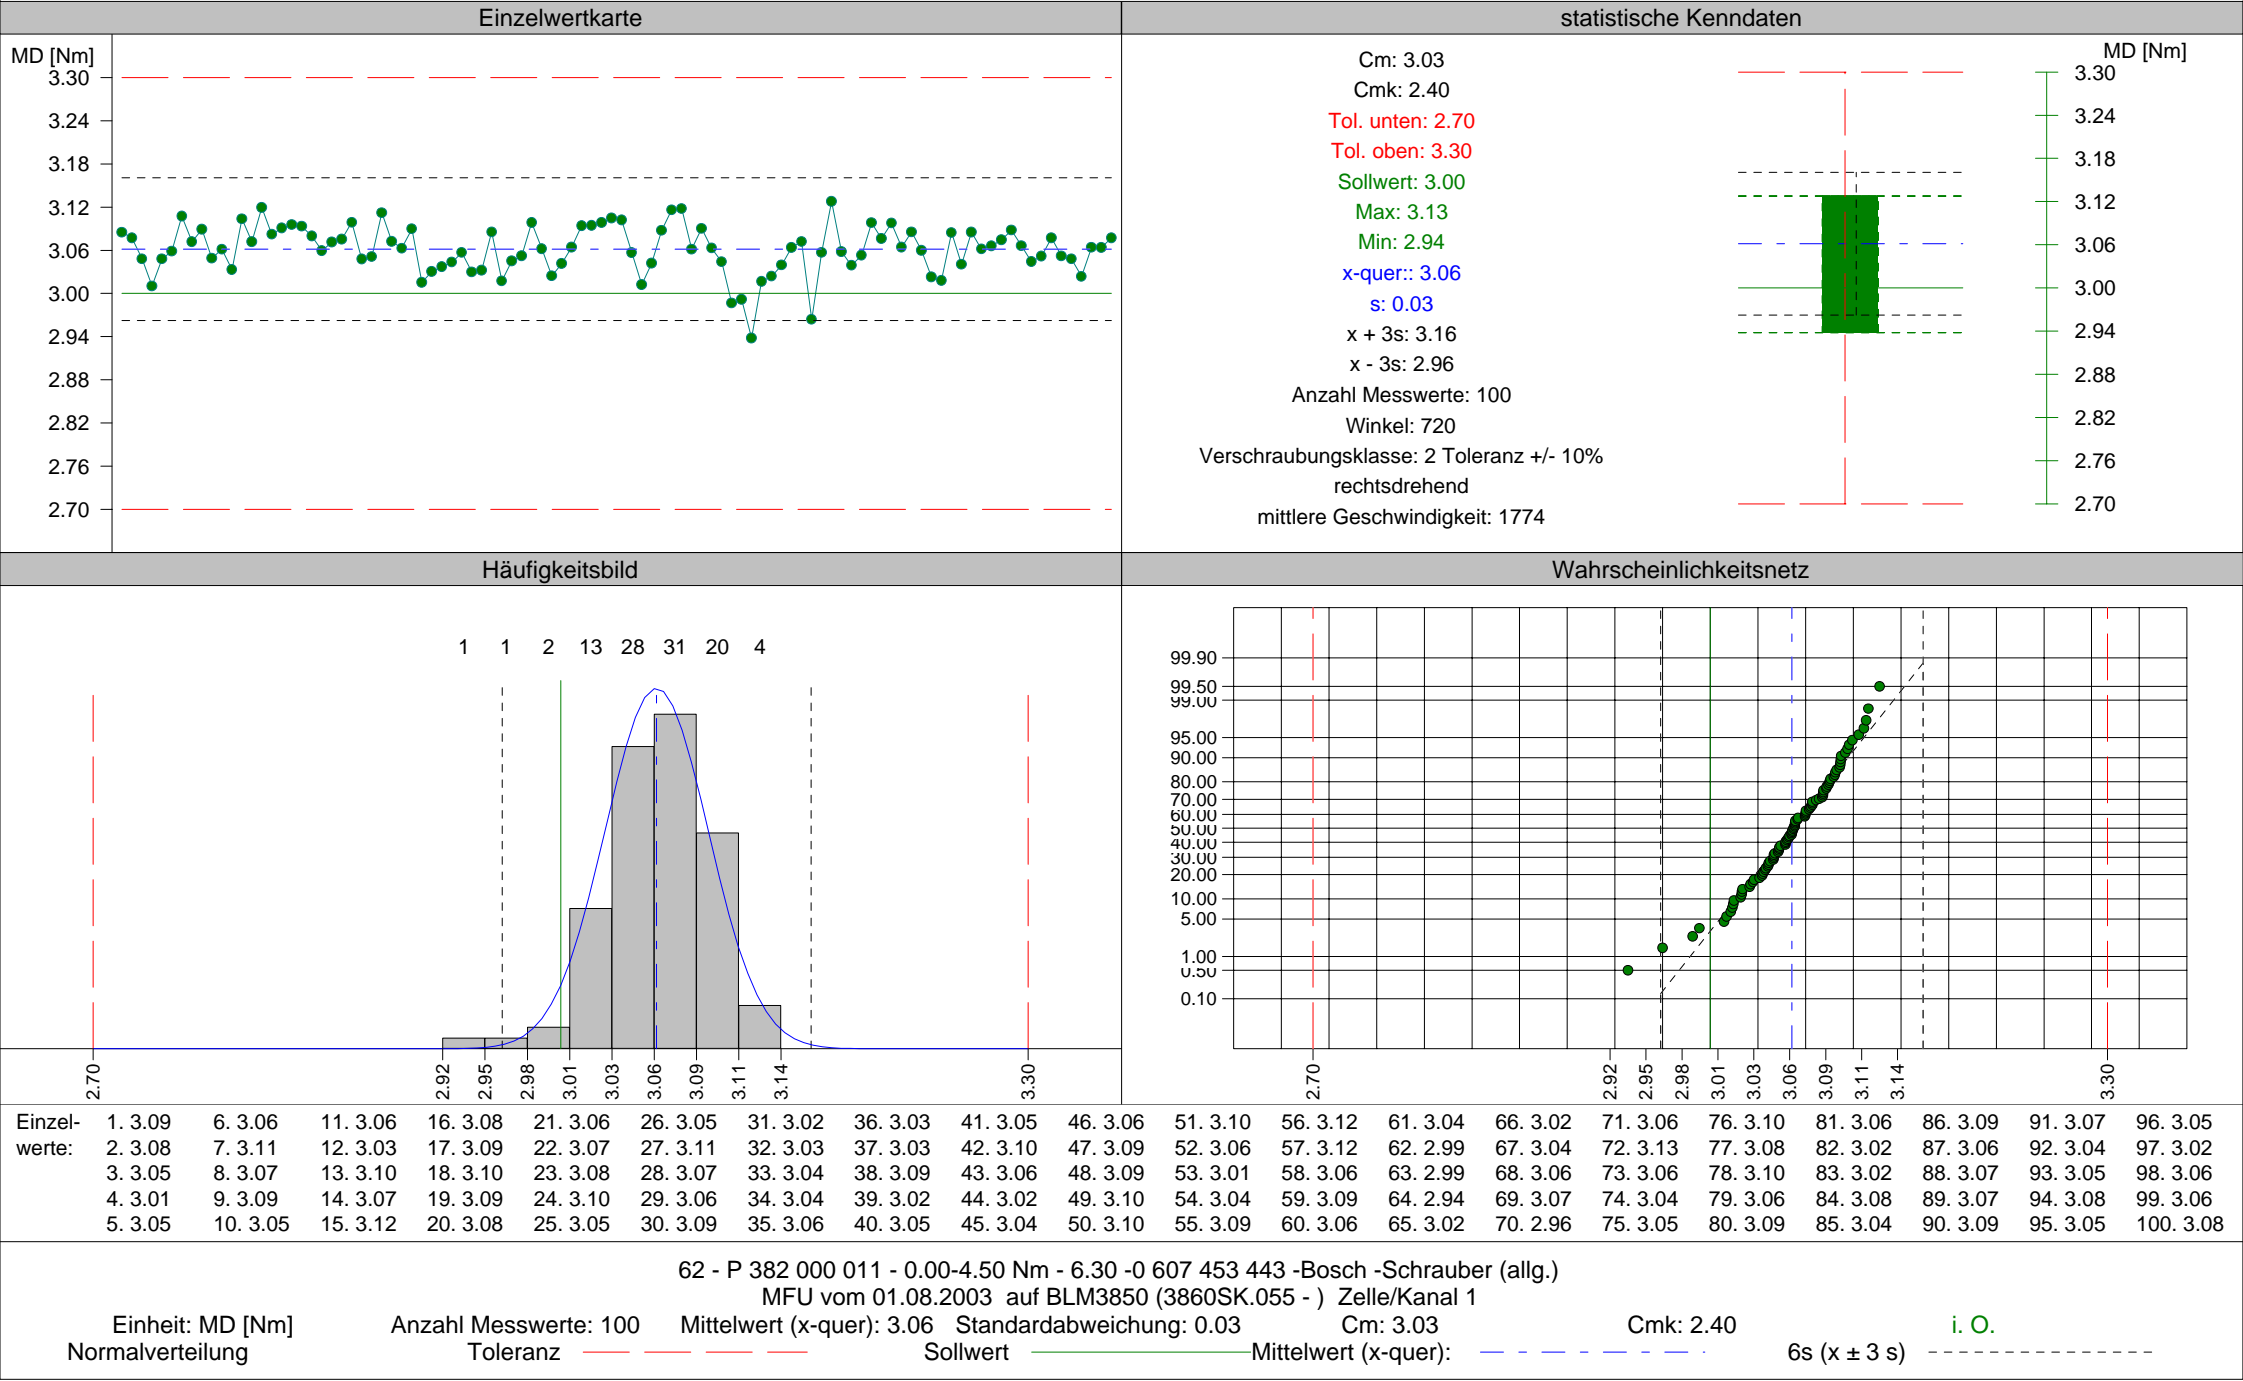 Einzelwertkarte
MD [Nm]
3.30
3.24
3.18
3.12
3.06
3.00
2.94
2.88
2.82
2.76
2.70
statistische Kenndaten
Cm: 3.03
Cmk: 2.40
Tol. unten: 2.70
Tol. oben: 3.30
Sollwert: 3.00
Max: 3.13
Min: 2.94
x-quer:: 3.06
s: 0.03
x + 3s: 3.16
x - 3s: 2.96
Anzahl Messwerte: 100
Winkel: 720
Verschraubungsklasse: 2 Toleranz +/- 10%
rechtsdrehend
mittlere Geschwindigkeit: 1774
MD [Nm]
3.30
3.24
3.18
3.12
3.06
3.00
2.94
2.88
2.82
2.76
2.70
Häufigkeitsbild
1 1 2 13 28 31 20 4
2.70 2.92 2.95 2.98 3.01 3.03 3.06 3.09 3.11 3.14 3.30
Wahrscheinlichkeitsnetz
99.90
99.50
99.00
95.00
90.00
80.00
70.00
60.00
50.00
40.00
30.00
20.00
10.00
5.00
1.00
0.50
0.10
2.70 2.92 2.95 2.98 3.01 3.03 3.06 3.09 3.11 3.14 3.30
Einzel- 1. 3.09 6. 3.06 11. 3.06 16. 3.08 21. 3.06 26. 3.05 31. 3.02 36. 3.03 41. 3.05 46. 3.06 51. 3.10 56. 3.12 61. 3.04 66. 3.02 71. 3.06 76. 3.10 81. 3.06 86. 3.09 91. 3.07 96. 3.05
werte: 2. 3.08 7. 3.11 12. 3.03 17. 3.09 22. 3.07 27. 3.11 32. 3.03 37. 3.03 42. 3.10 47. 3.09 52. 3.06 57. 3.12 62. 2.99 67. 3.04 72. 3.13 77. 3.08 82. 3.02 87. 3.06 92. 3.04 97. 3.02
3. 3.05 8. 3.07 13. 3.10 18. 3.10 23. 3.08 28. 3.07 33. 3.04 38. 3.09 43. 3.06 48. 3.09 53. 3.01 58. 3.06 63. 2.99 68. 3.06 73. 3.06 78. 3.10 83. 3.02 88. 3.07 93. 3.05 98. 3.06
4. 3.01 9. 3.09 14. 3.07 19. 3.09 24. 3.10 29. 3.06 34. 3.04 39. 3.02 44. 3.02 49. 3.10 54. 3.04 59. 3.09 64. 2.94 69. 3.07 74. 3.04 79. 3.06 84. 3.08 89. 3.07 94. 3.08 99. 3.06
5. 3.05 10. 3.05 15. 3.12 20. 3.08 25. 3.05 30. 3.09 35. 3.06 40. 3.05 45. 3.04 50. 3.10 55. 3.09 60. 3.06 65. 3.02 70. 2.96 75. 3.05 80. 3.09 85. 3.04 90. 3.09 95. 3.05 100. 3.08
62 - P 382 000 011 - 0.00-4.50 Nm - 6.30 -0 607 453 443 -Bosch -Schrauber (allg.)
MFU vom 01.08.2003 auf BLM3850 (3860SK.055 - ) Zelle/Kanal 1
Einheit: MD [Nm] Anzahl Messwerte: 100 Mittelwert (x-quer): 3.06 Standardabweichung: 0.03 Cm: 3.03 Cmk: 2.40 i. O.
Normalverteilung Toleranz Sollwert Mittelwert (x-quer): 6s (x ± 3 s)